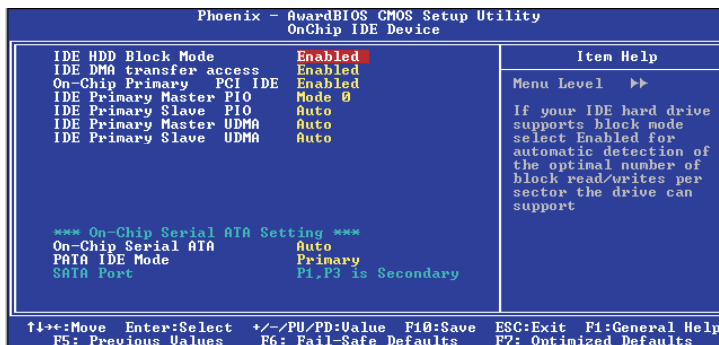 Phoenix - AwardBIOS CMOS Setup Utility
OnChip IDE Device
IDE HDD Block Mode Enabled
IDE DMA transfer access Enabled
On-Chip Primary PCI IDE Enabled
IDE Primary Master PIO Mode 0
IDE Primary Slave PIO Auto
IDE Primary Master UDMA Auto
IDE Primary Slave UDMA Auto
*** On-Chip Serial ATA Setting ***
On-Chip Serial ATA Auto
PATA IDE Mode Primary
SATA Port P1,P3 is Secondary
Item Help
Menu Level ▸▸
If your IDE hard drive
supports block mode
select Enabled for
automatic detection of
the optimal number of
block read/writes per
sector the drive can
support
↑↓→←:Move Enter:Select +/-/PU/PD:Value F10:Save ESC:Exit F1:General Help
F5: Previous Values F6: Fail-Safe Defaults F7: Optimized Defaults